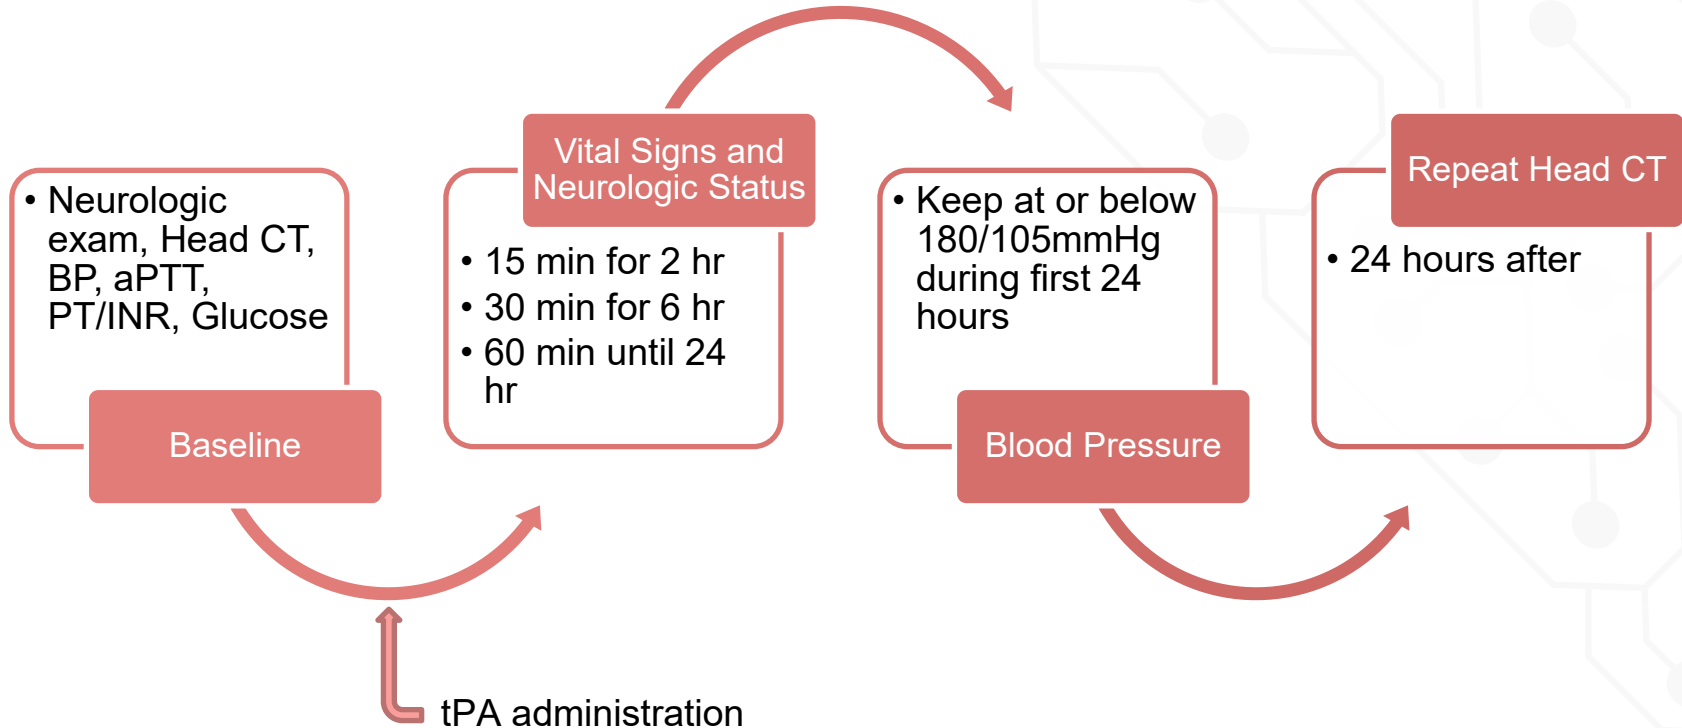 • Neurologic
exam, Head CT,
BP, aPTT,
PT/INR, Glucose
Baseline
tPA administration
Vital Signs and
Neurologic Status
• 15 min for 2 hr
• 30 min for 6 hr
• 60 min until 24
hr
• Keep at or below
180/105mmHg
during first 24
hours
Blood Pressure
Repeat Head CT
• 24 hours after